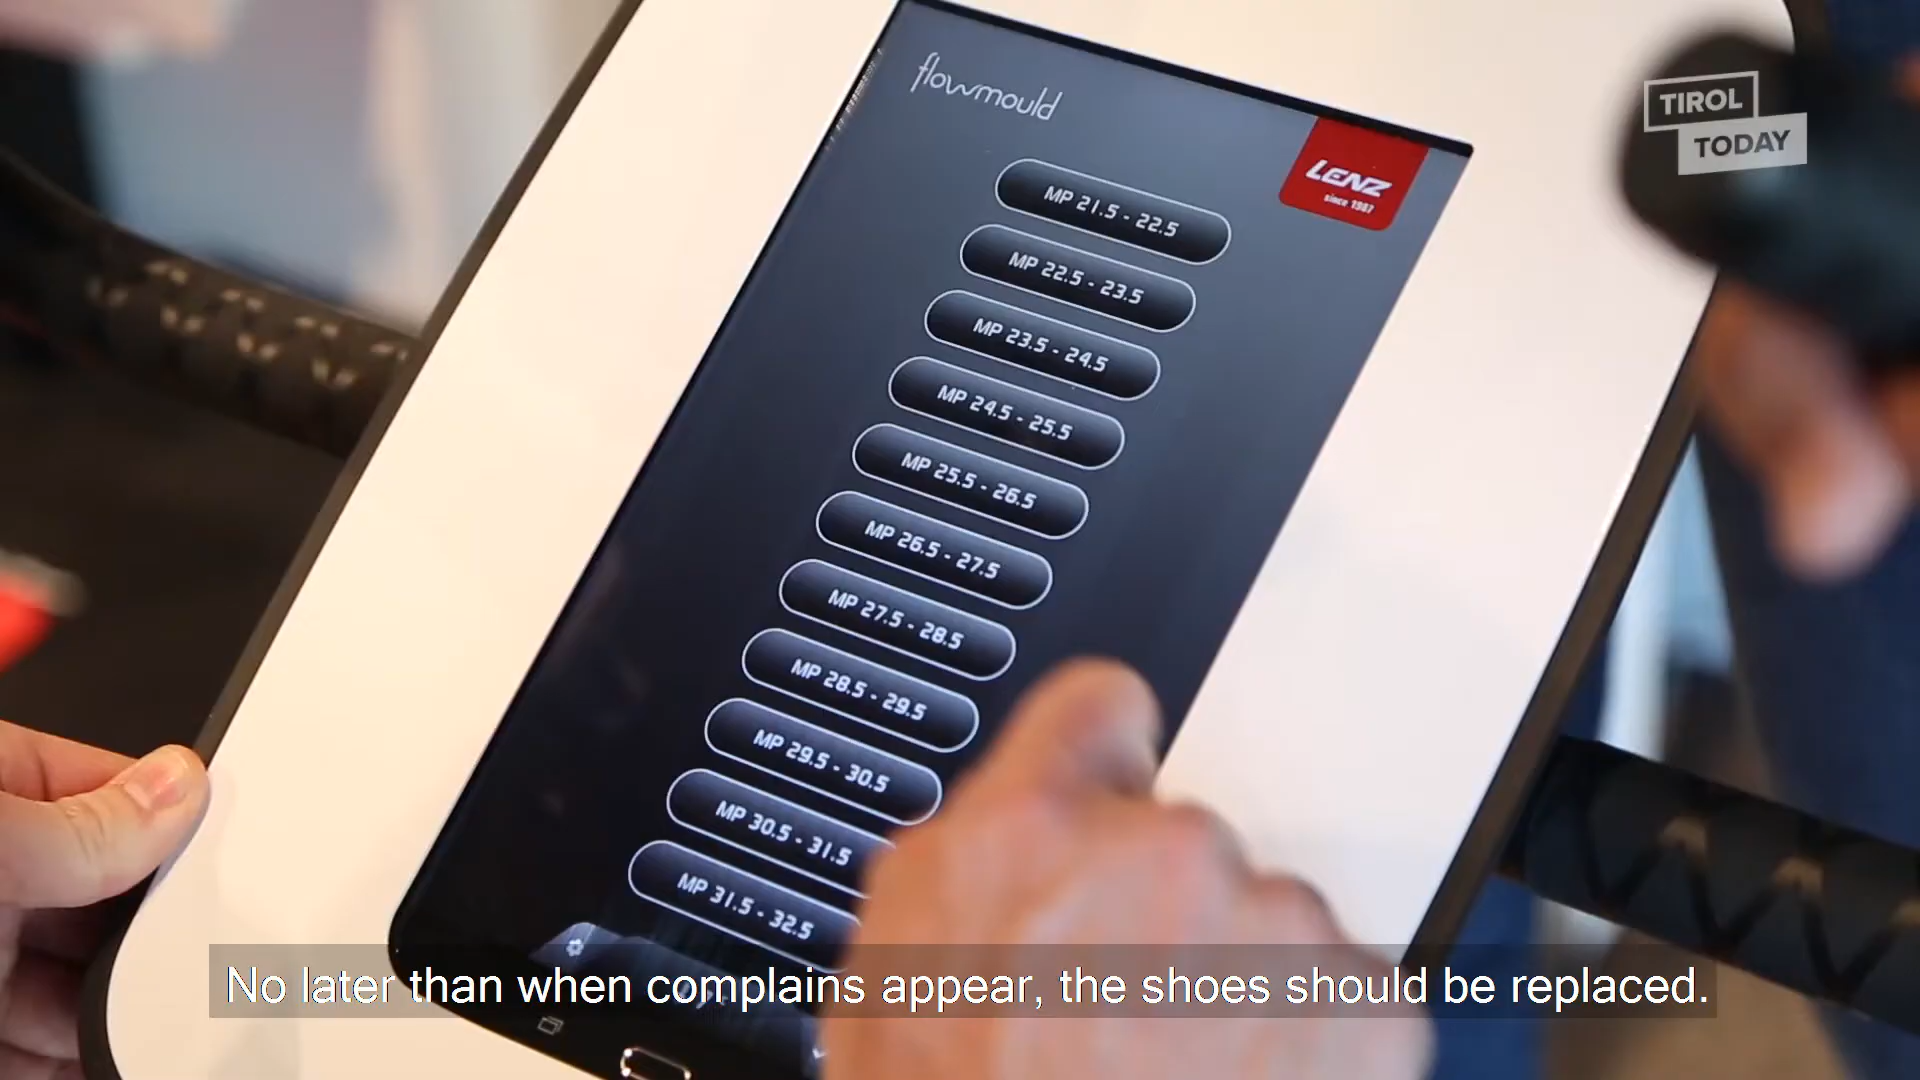 flowmould
TIROL
TODAY
LENZ
since 1987
MP 21.5 - 22.5
MP 22.5 - 23.5
MP 23.5 - 24.5
MP 24.5 - 25.5
MP 25.5 - 26.5
MP 26.5 - 27.5
MP 27.5 - 28.5
MP 28.5 - 29.5
MP 29.5 - 30.5
MP 30.5 - 31.5
MP 31.5 - 32.5
No later than when complains appear, the shoes should be replaced.